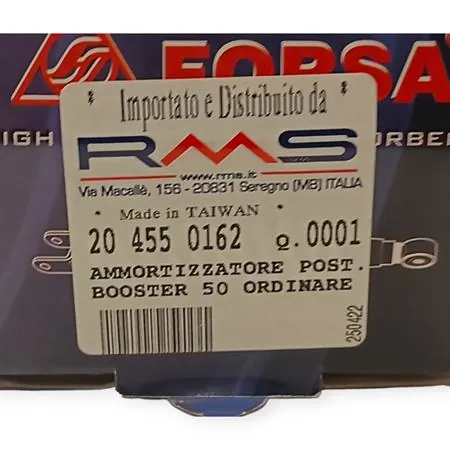 FORSA
* Importato e Distribuito da *
RMS
www.rms.it
Via Macallè, 156 - 20831 Seregno (MB) ITALIA
* Made in TAIWAN *
20 455 0162 Q.0001
AMMORTIZZATORE POST.
BOOSTER 50 ORDINARE
250422